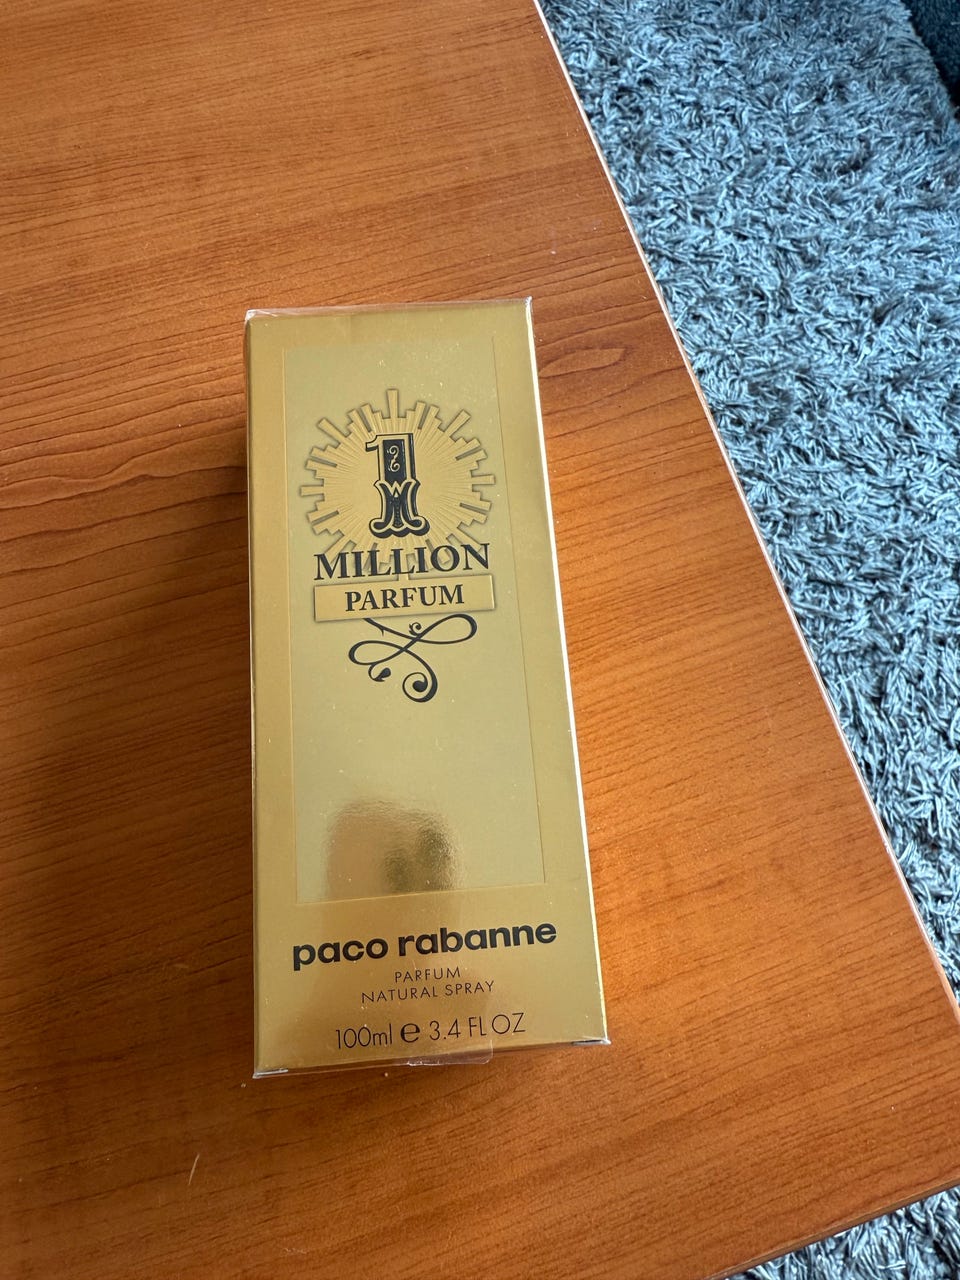 1
MILLION
PARFUM
paco rabanne
PARFUM
NATURAL SPRAY
100ml e 3.4 FL OZ